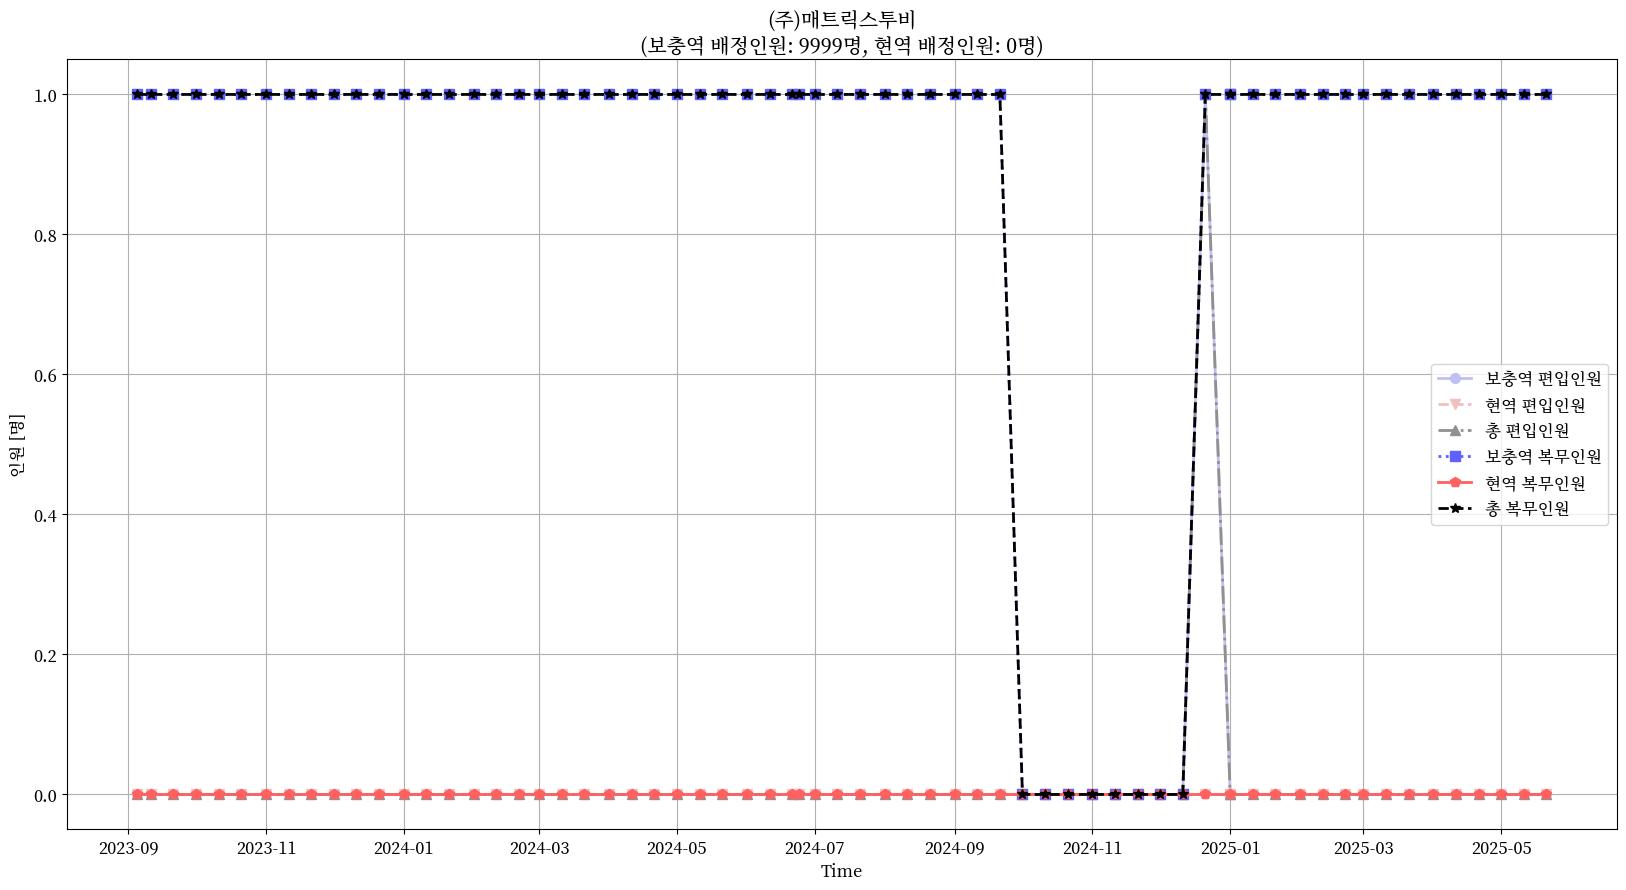 (주)매트릭스투비
(보충역 배정인원: 9999명, 현역 배정인원: 0명)
인원 [명]
1.0
0.8
0.6
0.4
0.2
0.0
보충역 편입인원
현역 편입인원
총 편입인원
보충역 복무인원
현역 복무인원
총 복무인원
2023-09 2023-11 2024-01 2024-03 2024-05 2024-07 2024-09 2024-11 2025-01 2025-03 2025-05
Time